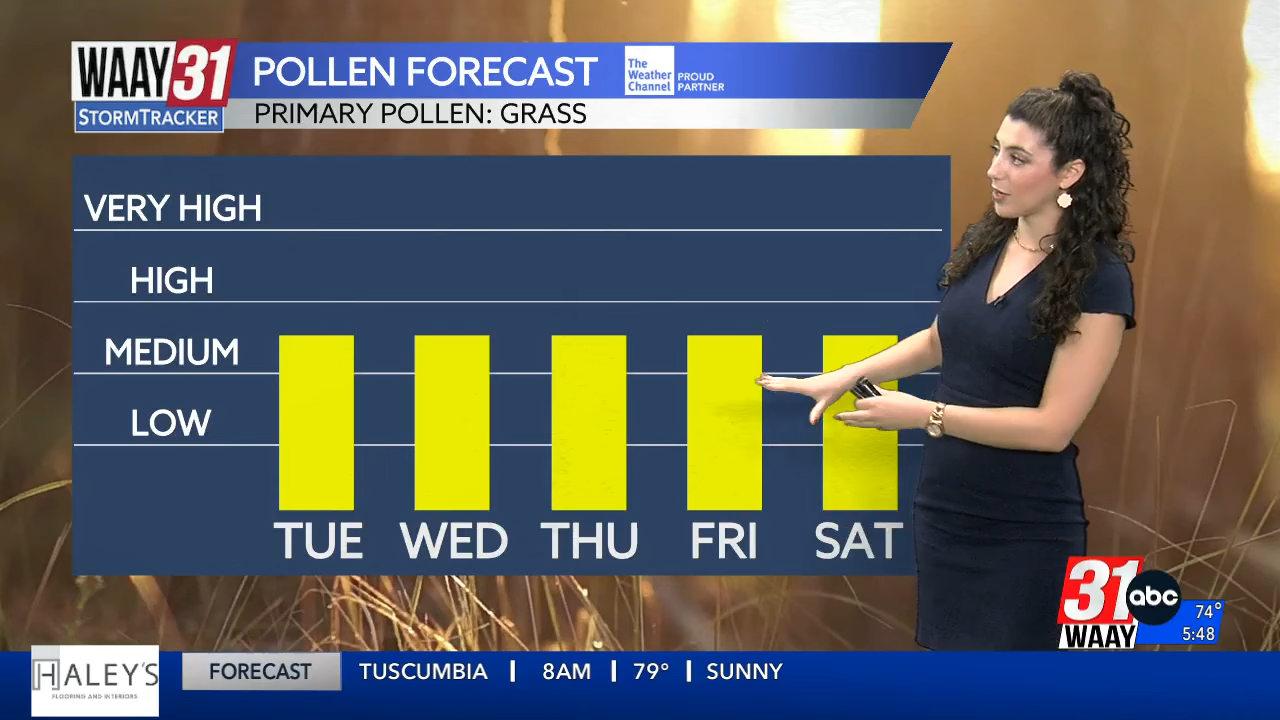 WAAY 31
STORMTRACKER
POLLEN FORECAST
The Weather Channel
PROUD PARTNER
PRIMARY POLLEN: GRASS
VERY HIGH
HIGH
MEDIUM
LOW
TUE WED THU FRI SAT
31 abc
WAAY
74°
5:48
HALEY'S
FLOORING AND INTERIORS
FORECAST
TUSCUMBIA | 8AM | 79° | SUNNY